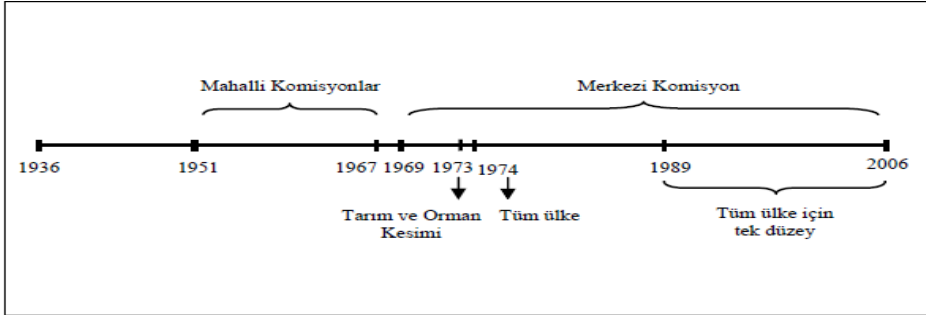 Mahalli Komisyonlar
Merkezi Komisyon
1936
1951
1967
1969
1973
1974
1989
2006
Tarım ve Orman
Kesimi
Tüm ülke
Tüm ülke için
tek düzey